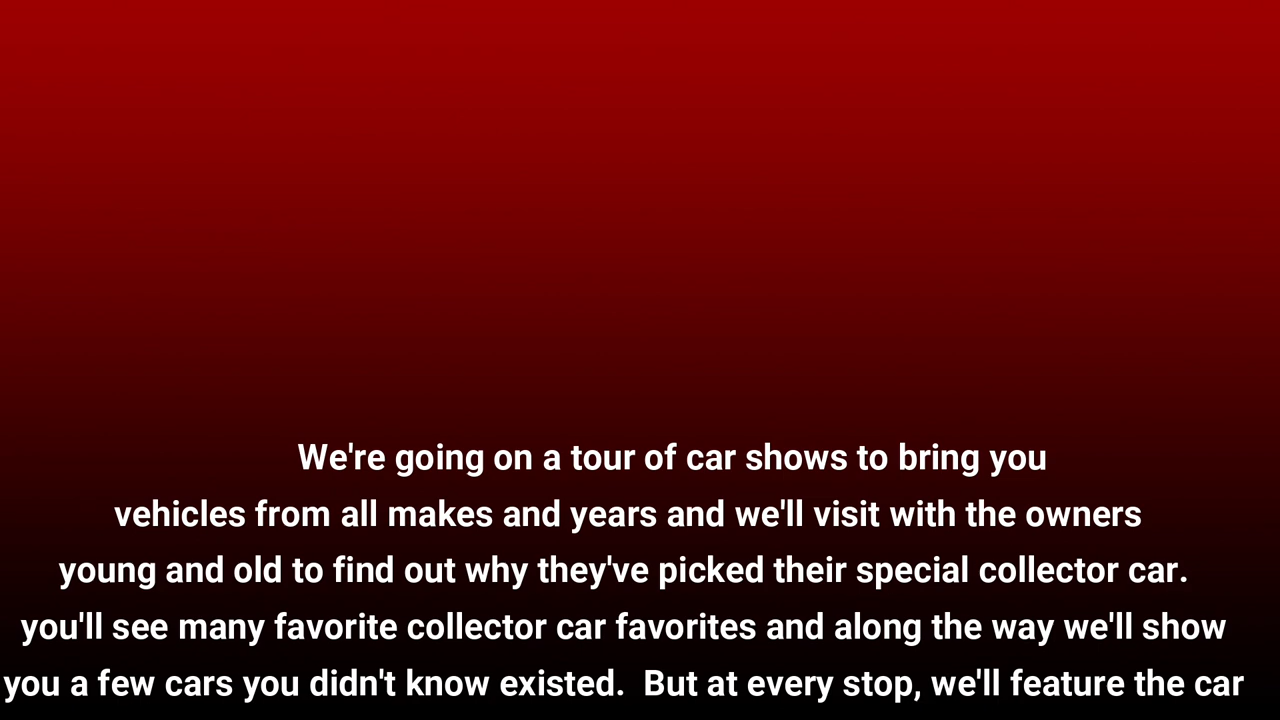 We're going on a tour of car shows to bring you
vehicles from all makes and years and we'll visit with the owners
young and old to find out why they've picked their special collector car.
you'll see many favorite collector car favorites and along the way we'll show
you a few cars you didn't know existed.  But at every stop, we'll feature the car